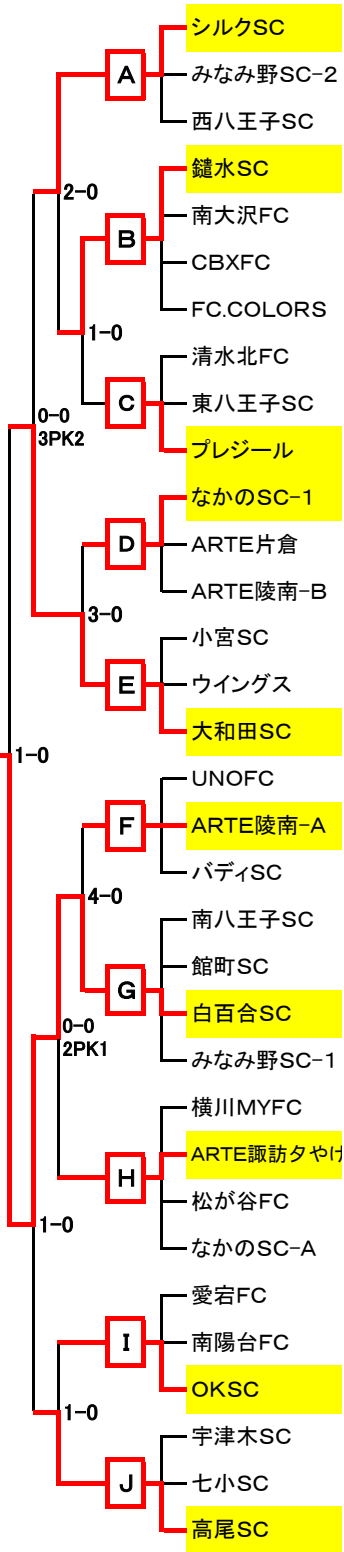 シルクSC
A
みなみ野SC-2
西八王子SC
鑓水SC
2-0
南大沢FC
B
CBXFC
FC.COLORS
1-0
清水北FC
C
東八王子SC
0-0
3PK2
プレジール
なかのSC-1
D
ARTE片倉
ARTE陵南-B
3-0
小宮SC
E
ウイングス
大和田SC
1-0
UNOFC
F
ARTE陵南-A
バディSC
4-0
南八王子SC
館町SC
G
白百合SC
0-0
2PK1
みなみ野SC-1
横川MYFC
ARTE諏訪夕やけ
H
松が谷FC
1-0
なかのSC-A
愛宕FC
I
南陽台FC
OKSC
1-0
宇津木SC
J
七小SC
高尾SC